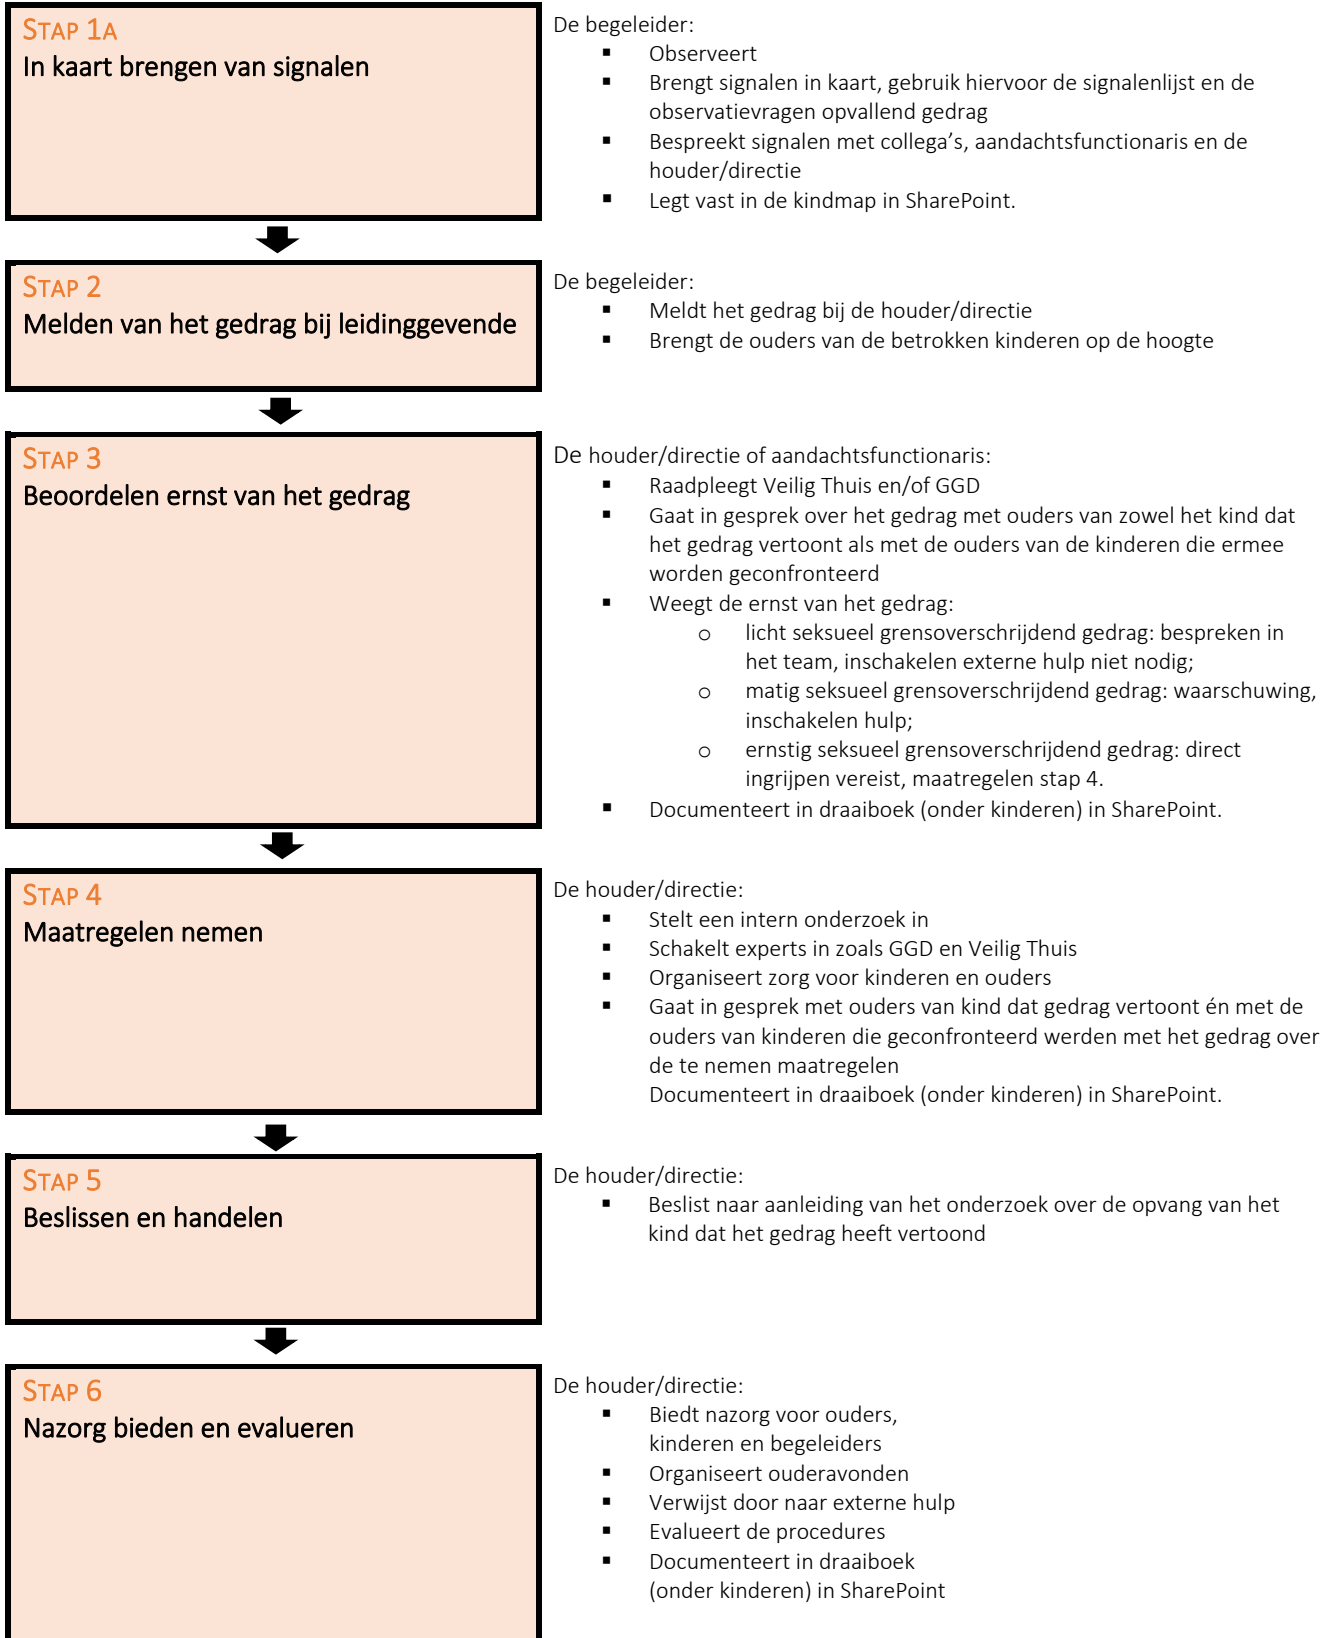 STAP 1A
In kaart brengen van signalen
De begeleider:
▪ Observeert
▪ Brengt signalen in kaart, gebruik hiervoor de signalenlijst en de
observatievragen opvallend gedrag
▪ Bespreekt signalen met collega’s, aandachtsfunctionaris en de
houder/directie
▪ Legt vast in de kindmap in SharePoint.
STAP 2
Melden van het gedrag bij leidinggevende
De begeleider:
▪ Meldt het gedrag bij de houder/directie
▪ Brengt de ouders van de betrokken kinderen op de hoogte
STAP 3
Beoordelen ernst van het gedrag
De houder/directie of aandachtsfunctionaris:
▪ Raadpleegt Veilig Thuis en/of GGD
▪ Gaat in gesprek over het gedrag met ouders van zowel het kind dat
het gedrag vertoont als met de ouders van de kinderen die ermee
worden geconfronteerd
▪ Weegt de ernst van het gedrag:
o licht seksueel grensoverschrijdend gedrag: bespreken in
het team, inschakelen externe hulp niet nodig;
o matig seksueel grensoverschrijdend gedrag: waarschuwing,
inschakelen hulp;
o ernstig seksueel grensoverschrijdend gedrag: direct
ingrijpen vereist, maatregelen stap 4.
▪ Documenteert in draaiboek (onder kinderen) in SharePoint.
STAP 4
Maatregelen nemen
De houder/directie:
▪ Stelt een intern onderzoek in
▪ Schakelt experts in zoals GGD en Veilig Thuis
▪ Organiseert zorg voor kinderen en ouders
▪ Gaat in gesprek met ouders van kind dat gedrag vertoont én met de
ouders van kinderen die geconfronteerd werden met het gedrag over
de te nemen maatregelen
Documenteert in draaiboek (onder kinderen) in SharePoint.
STAP 5
Beslissen en handelen
De houder/directie:
▪ Beslist naar aanleiding van het onderzoek over de opvang van het
kind dat het gedrag heeft vertoond
STAP 6
Nazorg bieden en evalueren
De houder/directie:
▪ Biedt nazorg voor ouders,
kinderen en begeleiders
▪ Organiseert ouderavonden
▪ Verwijst door naar externe hulp
▪ Evalueert de procedures
▪ Documenteert in draaiboek
(onder kinderen) in SharePoint